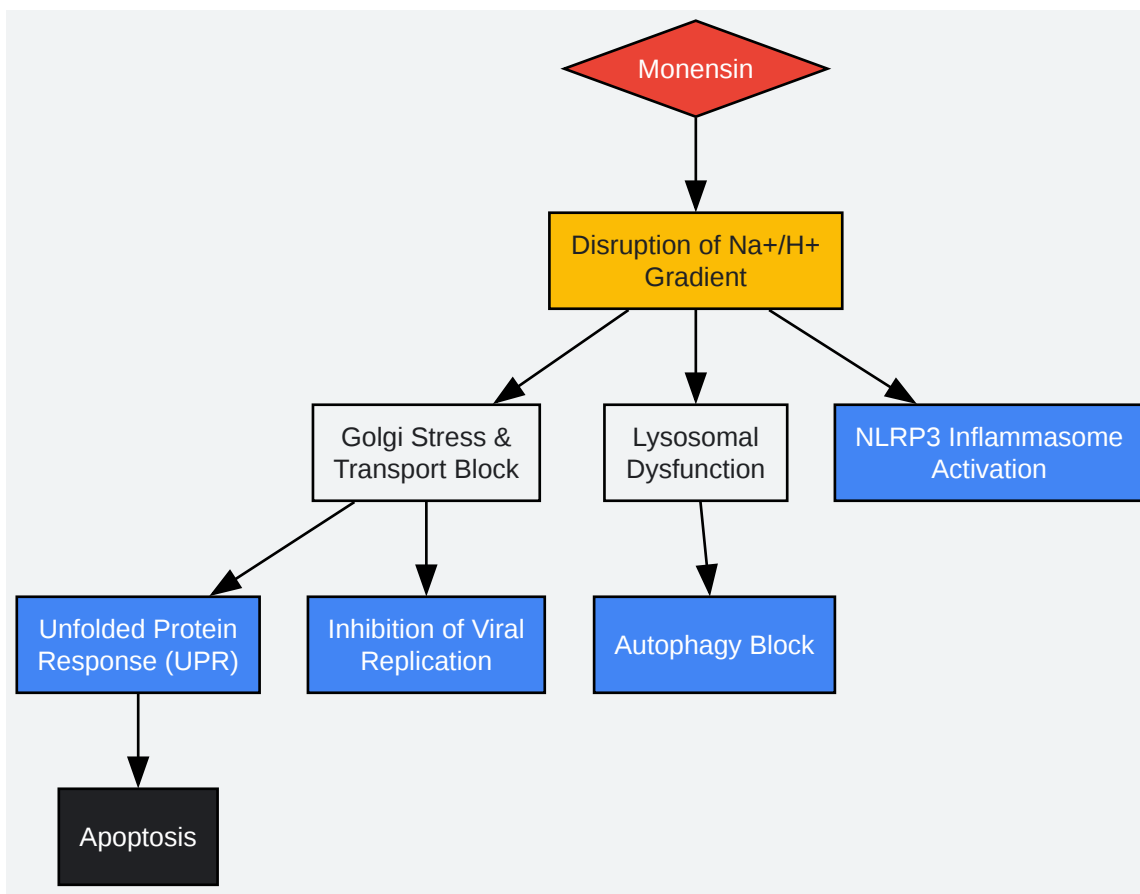 Monensin
Disruption of Na+/H+
Gradient
Golgi Stress &
Transport Block
Lysosomal
Dysfunction
NLRP3 Inflammasome
Activation
Unfolded Protein
Response (UPR)
Inhibition of Viral
Replication
Autophagy Block
Apoptosis